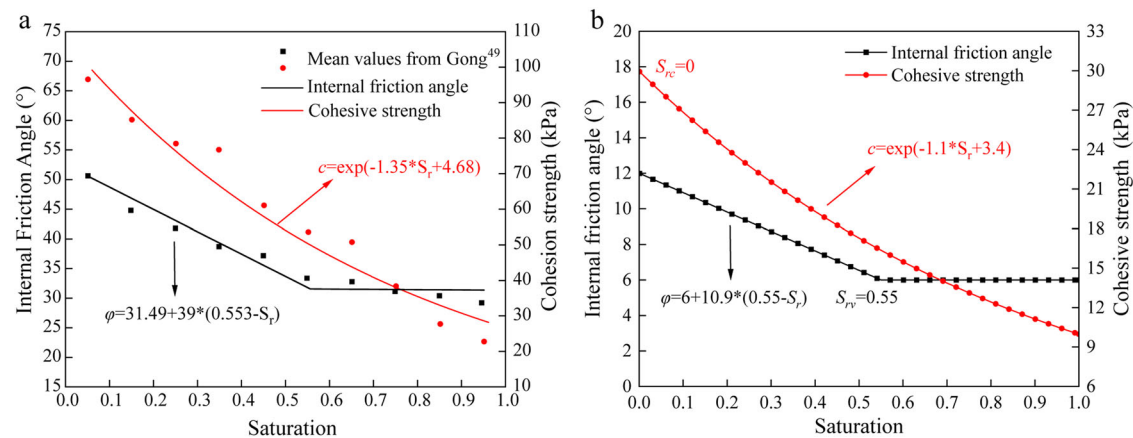 a
75
70
65
60
55
50
45
40
35
30
25
20
15
Internal Friction Angle (°)
110
100
90
80
70
60
50
40
30
20
10
Cohesion strength (kPa)
Mean values from Gong49
Internal friction angle
Cohesive strength
c=exp(-1.35*Sr+4.68)
φ=31.49+39*(0.553-Sr)
0.0 0.1 0.2 0.3 0.4 0.5 0.6 0.7 0.8 0.9 1.0
Saturation
b
20
18
16
14
12
10
8
6
4
2
0
Internal friction angle (°)
33
30
27
24
21
18
15
12
9
6
Cohesive strength (kPa)
Internal friction angle
Cohesive strength
Src=0
c=exp(-1.1*Sr+3.4)
φ=6+10.9*(0.55-Sr)
Srv=0.55
0.0 0.1 0.2 0.3 0.4 0.5 0.6 0.7 0.8 0.9 1.0
Saturation